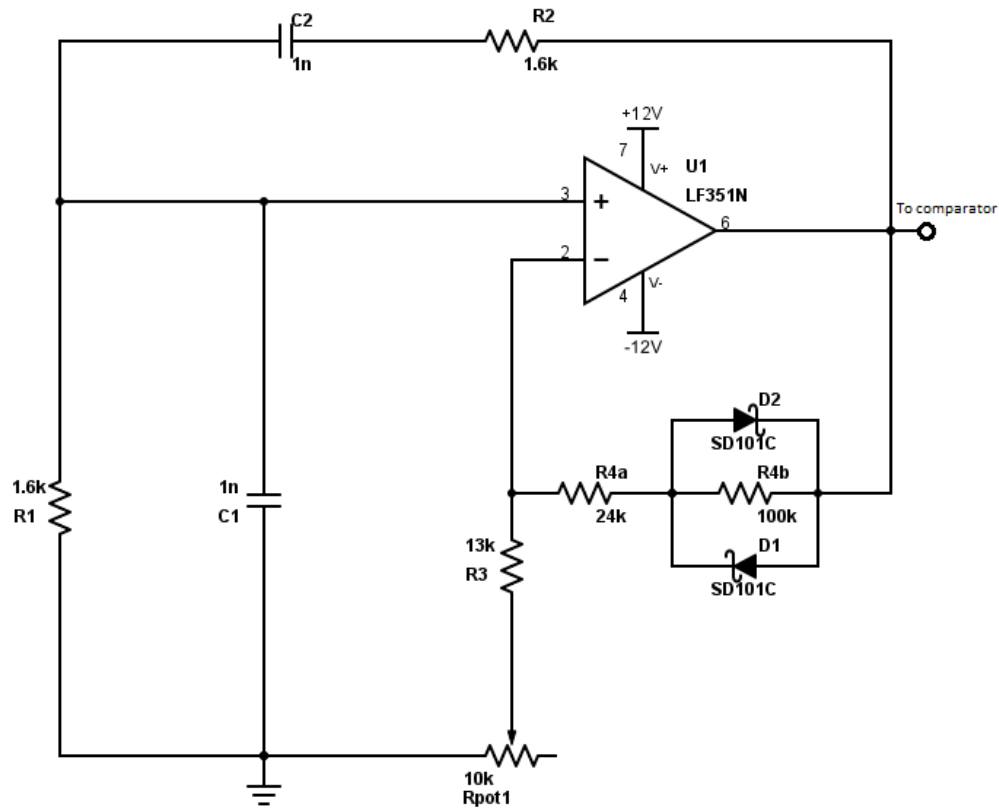 C2
1n
R2
1.6k
+12V
7
V+
U1
LF351N
3
+
2
−
6
To comparator
4
V-
-12V
D2
SD101C
R4a
24k
R4b
100k
D1
SD101C
1.6k
R1
1n
C1
13k
R3
10k
Rpot1